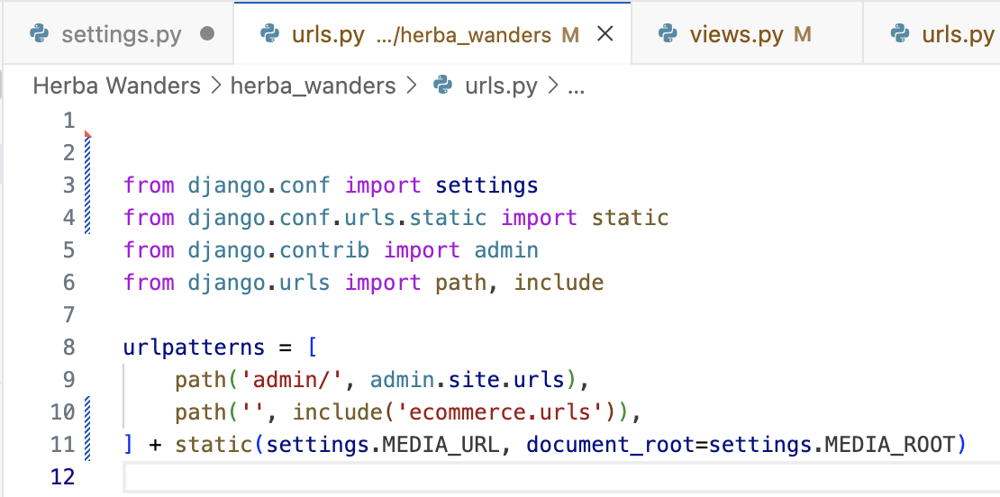 settings.py
urls.py .../herba_wanders M
views.py M
urls.py
Herba Wanders > herba_wanders > urls.py > ...
1
2
3 from django.conf import settings
4 from django.conf.urls.static import static
5 from django.contrib import admin
6 from django.urls import path, include
7
8 urlpatterns = [
9     path('admin/', admin.site.urls),
10     path('', include('ecommerce.urls')),
11 ] + static(settings.MEDIA_URL, document_root=settings.MEDIA_ROOT)
12